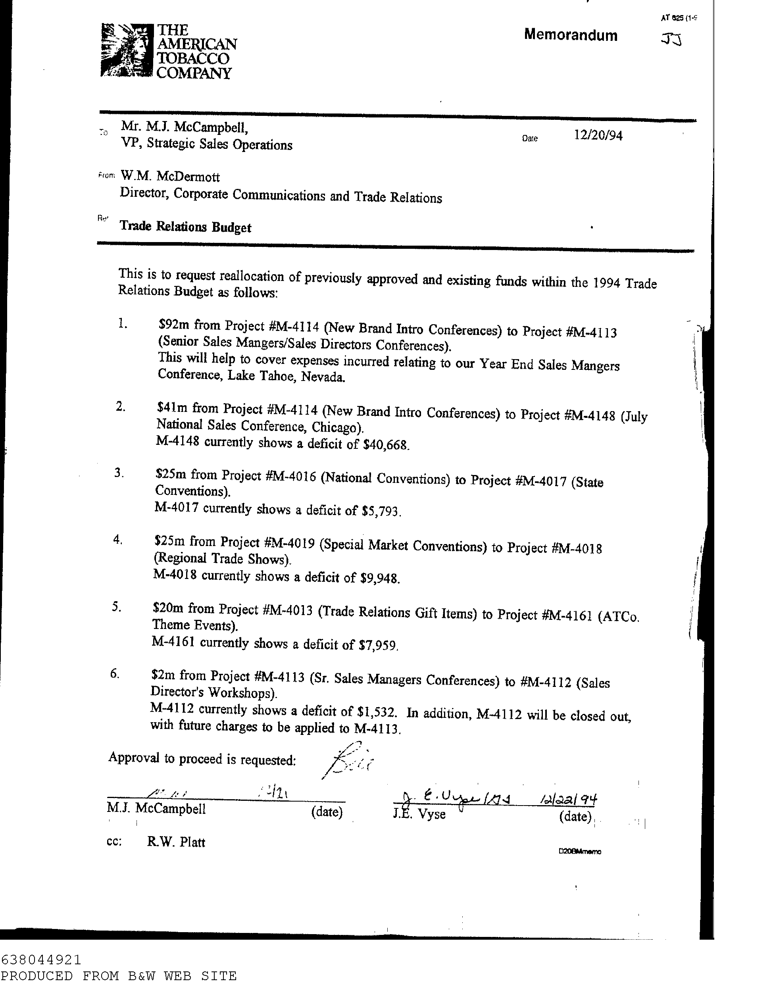 AT 825 (1-9
THE
AMERICAN
TOBACCO
COMPANY
Memorandum
JJ
To Mr. M.J. McCampbell,
VP, Strategic Sales Operations
Date 12/20/94
From W.M. McDermott
Director, Corporate Communications and Trade Relations
Re: Trade Relations Budget
This is to request reallocation of previously approved and existing funds within the 1994 Trade
Relations Budget as follows:
1. $92m from Project #M-4114 (New Brand Intro Conferences) to Project #M-4113
(Senior Sales Mangers/Sales Directors Conferences).
This will help to cover expenses incurred relating to our Year End Sales Mangers
Conference, Lake Tahoe, Nevada.
2. $41m from Project #M-4114 (New Brand Intro Conferences) to Project #M-4148 (July
National Sales Conference, Chicago).
M-4148 currently shows a deficit of $40,668.
3. $25m from Project #M-4016 (National Conventions) to Project #M-4017 (State
Conventions).
M-4017 currently shows a deficit of $5,793.
4. $25m from Project #M-4019 (Special Market Conventions) to Project #M-4018
(Regional Trade Shows).
M-4018 currently shows a deficit of $9,948.
5. $20m from Project #M-4013 (Trade Relations Gift Items) to Project #M-4161 (ATCo.
Theme Events).
M-4161 currently shows a deficit of $7,959.
6. $2m from Project #M-4113 (Sr. Sales Managers Conferences) to #M-4112 (Sales
Director's Workshops).
M-4112 currently shows a deficit of $1,532. In addition, M-4112 will be closed out,
with future charges to be applied to M-4113.
Approval to proceed is requested: Bill
J. E. Vyse 12/22/94
M.J. McCampbell (date) J.E. Vyse (date)
cc: R.W. Platt
D20BMmemo
638044921
PRODUCED FROM B&W WEB SITE